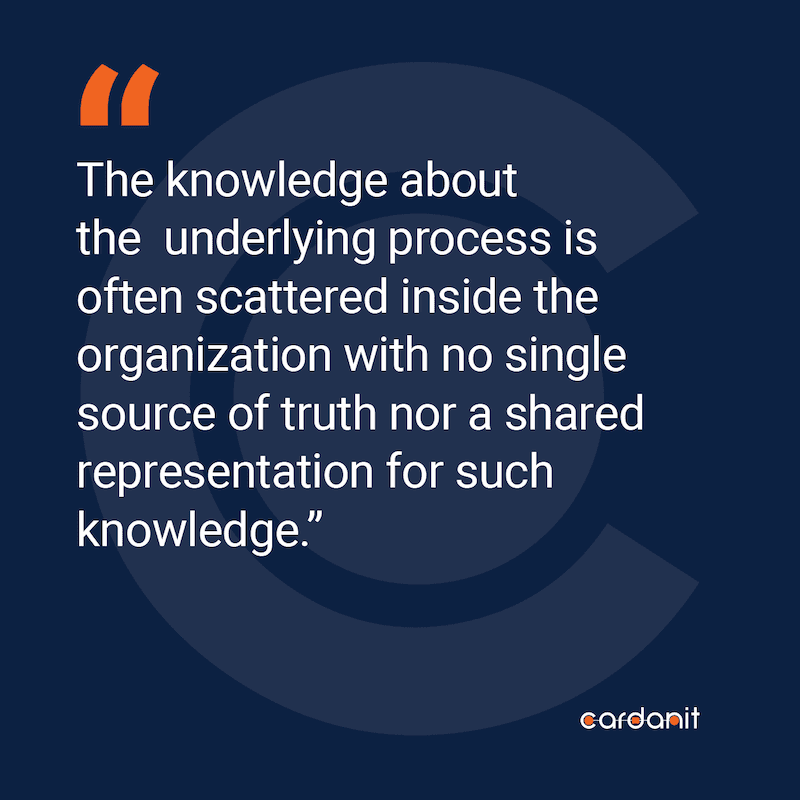 “
The knowledge about
the  underlying process is
often scattered inside the
organization with no single
source of truth nor a shared
representation for such
knowledge.”
cardanit